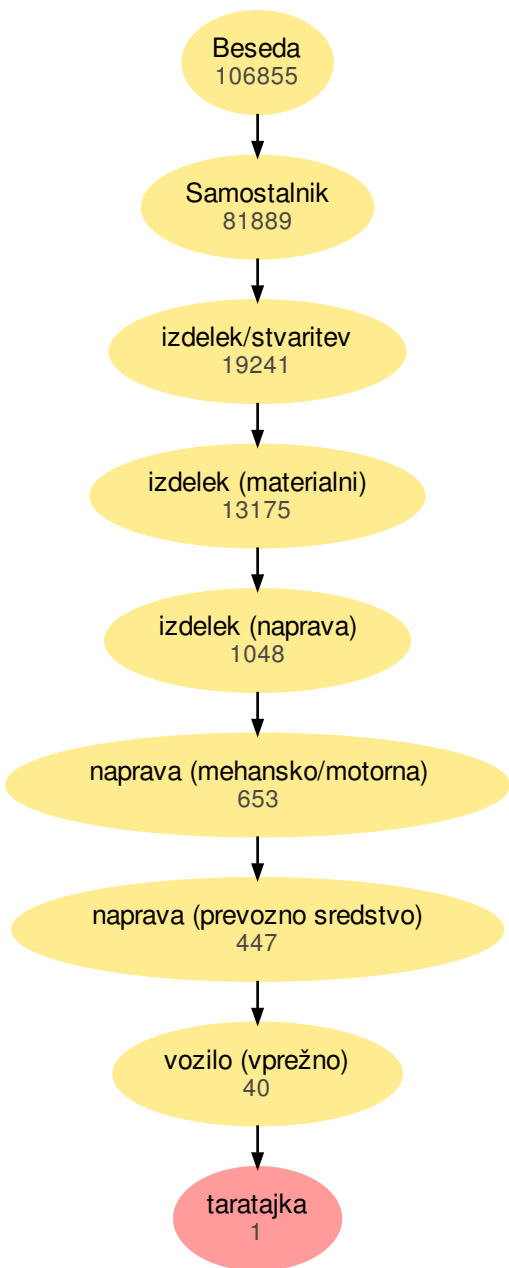 Beseda
106855
Samostalnik
81889
izdelek/stvaritev
19241
izdelek (materialni)
13175
izdelek (naprava)
1048
naprava (mehansko/motorna)
653
naprava (prevozno sredstvo)
447
vozilo (vprežno)
40
taratajka
1